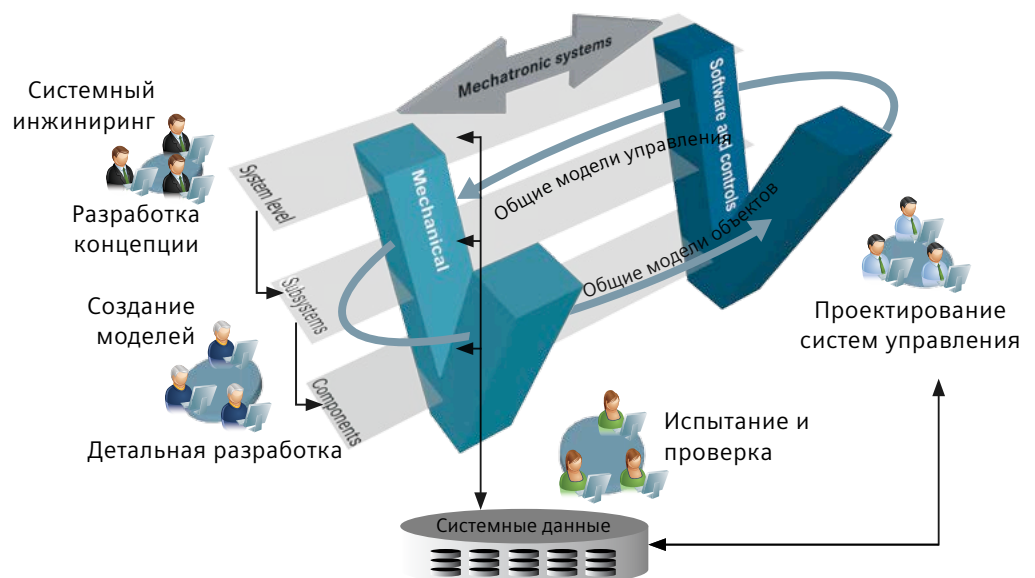 Mechatronic systems
Software and controls
Системный
инжиниринг
System level
Mechanical
Общие модели управления
Разработка
концепции
Общие модели объектов
Subsystems
Создание
моделей
Проектирование
систем управления
Components
Детальная разработка
Испытание и
проверка
Системные данные